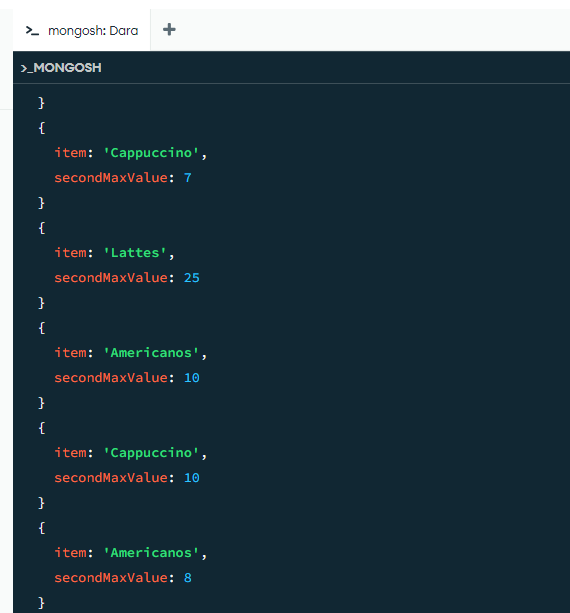 >_ mongosh: Dara +
>_MONGOSH
}
{
item: 'Cappuccino',
secondMaxValue: 7
}
{
item: 'Lattes',
secondMaxValue: 25
}
{
item: 'Americanos',
secondMaxValue: 10
}
{
item: 'Cappuccino',
secondMaxValue: 10
}
{
item: 'Americanos',
secondMaxValue: 8
}